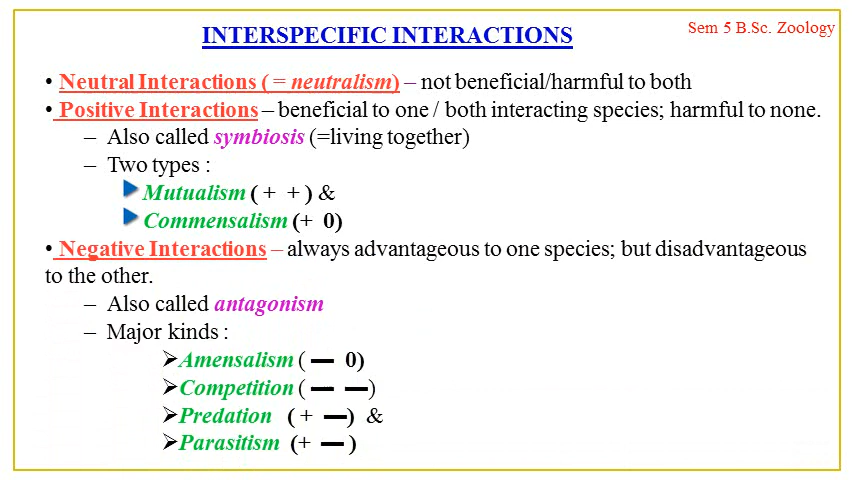 INTERSPECIFIC INTERACTIONS
Sem 5 B.Sc. Zoology
• Neutral Interactions ( = neutralism) – not beneficial/harmful to both
• Positive Interactions – beneficial to one / both interacting species; harmful to none.
– Also called symbiosis (=living together)
– Two types :
Mutualism ( + + ) &
Commensalism (+ 0)
• Negative Interactions – always advantageous to one species; but disadvantageous
to the other.
– Also called antagonism
– Major kinds :
➢Amensalism ( – 0)
➢Competition ( – –)
➢Predation ( + –) &
➢Parasitism (+ – )